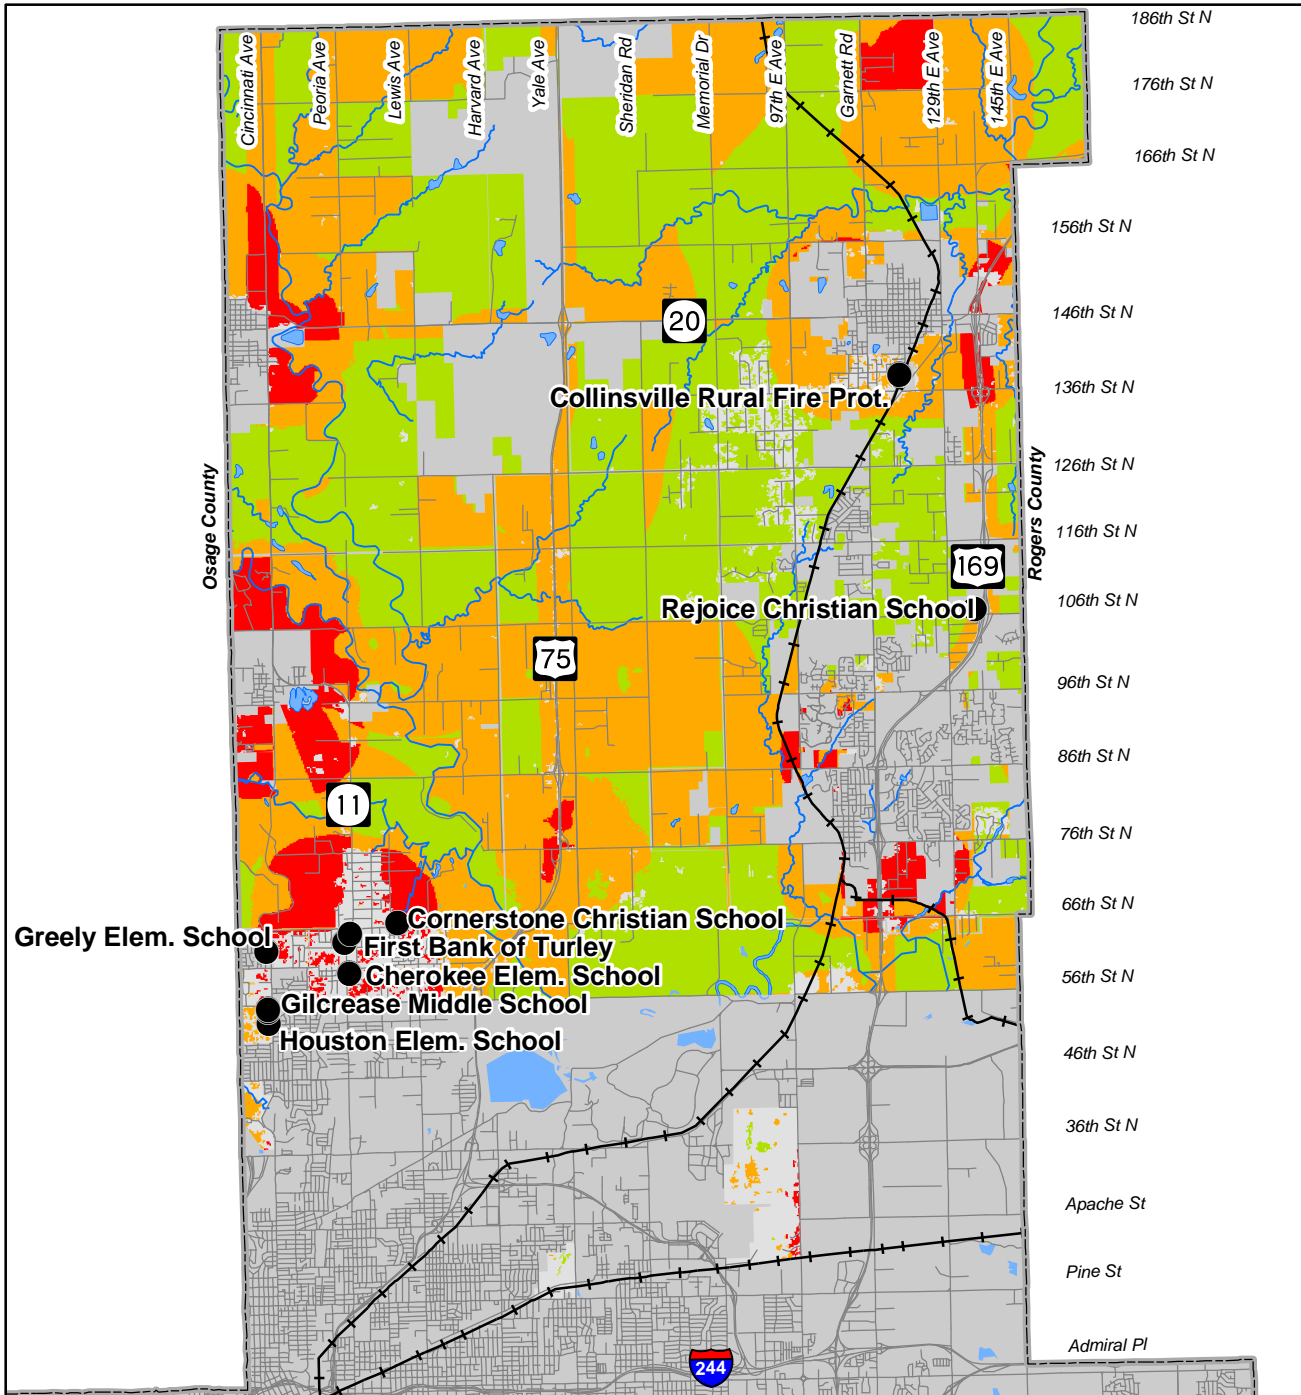 186th St N
Cincinnati Ave
Peoria Ave
Lewis Ave
Harvard Ave
Yale Ave
Sheridan Rd
Memorial Dr
97th E Ave
Garnett Rd
129th E Ave
145th E Ave
176th St N
166th St N
156th St N
146th St N
20
136th St N
Collinsville Rural Fire Prot.
126th St N
Osage County
Rogers County
116th St N
169
106th St N
Rejoice Christian School
75
96th St N
86th St N
11
76th St N
66th St N
Cornerstone Christian School
Greely Elem. School
First Bank of Turley
Cherokee Elem. School
56th St N
Gilcrease Middle School
Houston Elem. School
46th St N
36th St N
Apache St
Pine St
Admiral Pl
244